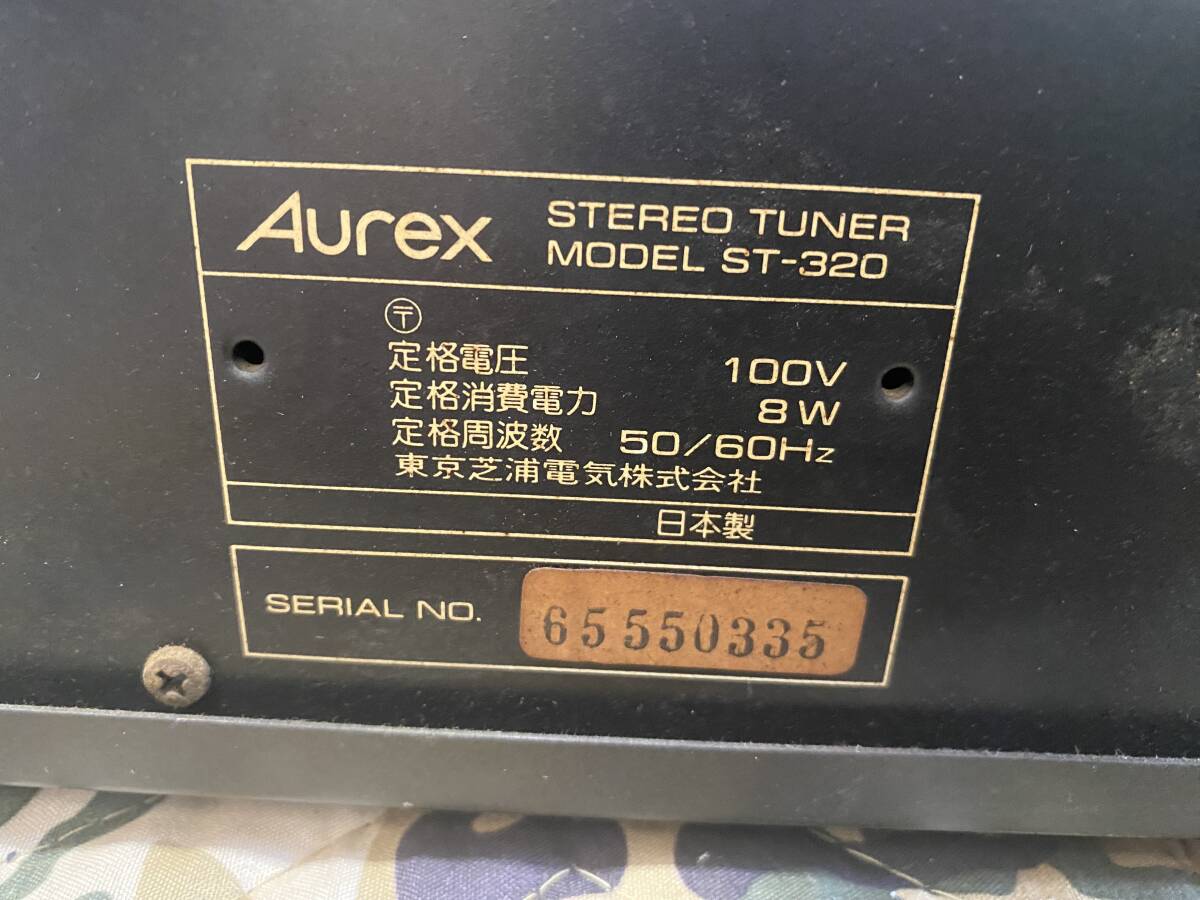 Aurex
STEREO TUNER
MODEL ST-320
〒
定格電圧 100V
定格消費電力 8W
定格周波数 50/60Hz
東京芝浦電気株式会社
日本製
SERIAL NO. 65550335